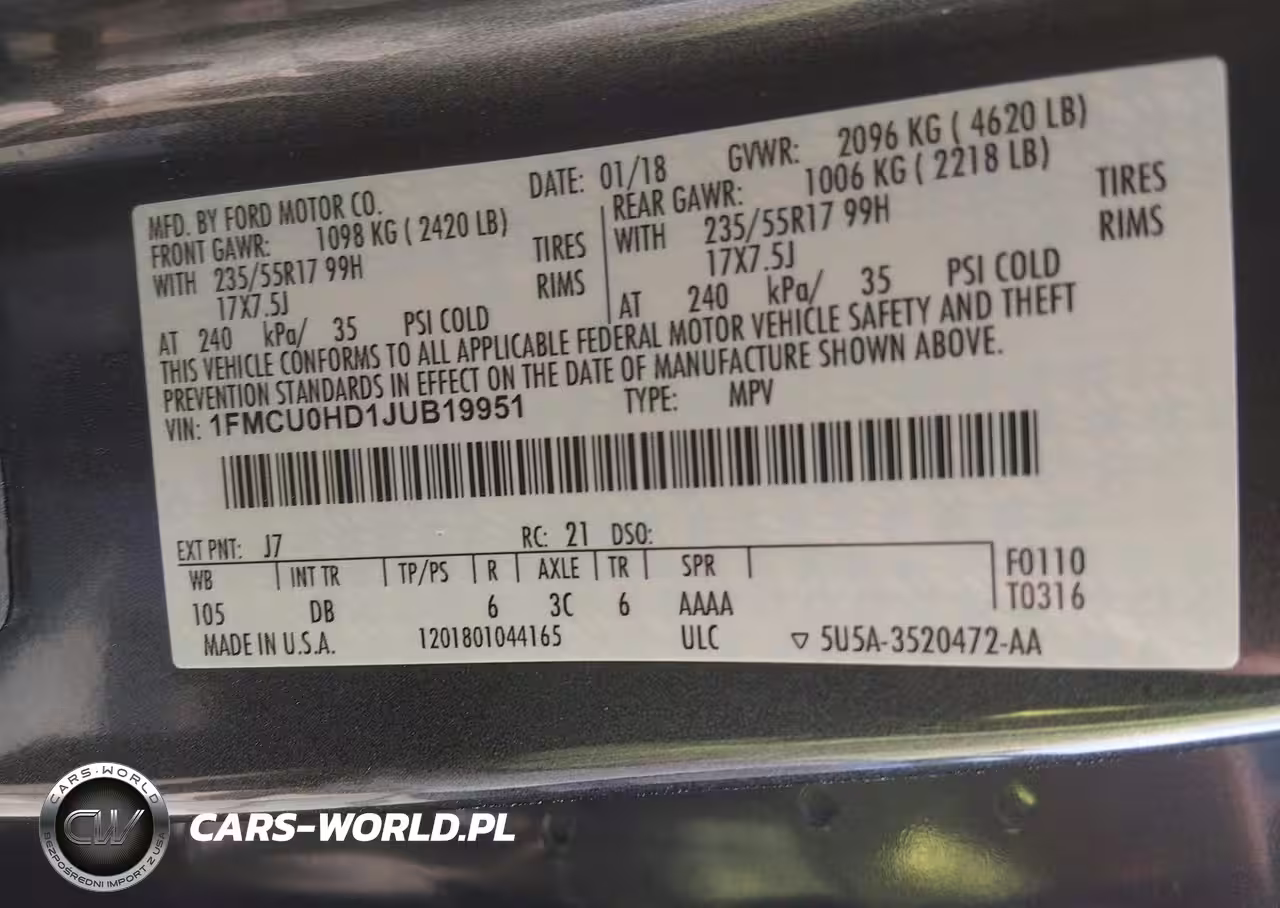 MFD. BY FORD MOTOR CO. DATE: 01/18 GVWR: 2096 KG ( 4620 LB)
FRONT GAWR: 1098 KG ( 2420 LB) REAR GAWR: 1006 KG ( 2218 LB)
WITH 235/55R17 99H TIRES WITH 235/55R17 99H TIRES
17X7.5J RIMS 17X7.5J RIMS
AT 240 kPa/ 35 PSI COLD AT 240 kPa/ 35 PSI COLD
THIS VEHICLE CONFORMS TO ALL APPLICABLE FEDERAL MOTOR VEHICLE SAFETY AND THEFT
PREVENTION STANDARDS IN EFFECT ON THE DATE OF MANUFACTURE SHOWN ABOVE.
VIN: 1FMCU0HD1JUB19951 TYPE: MPV
EXT PNT: J7 RC: 21 DSO:
WB INT TR TP/PS R AXLE TR SPR F0110
105 DB 6 3C 6 AAAA T0316
MADE IN U.S.A. 1201801044165 ULC ▽ 5U5A-3520472-AA
CARS-WORLD
CW
BEZPOŚREDNI IMPORT Z USA
CARS-WORLD.PL